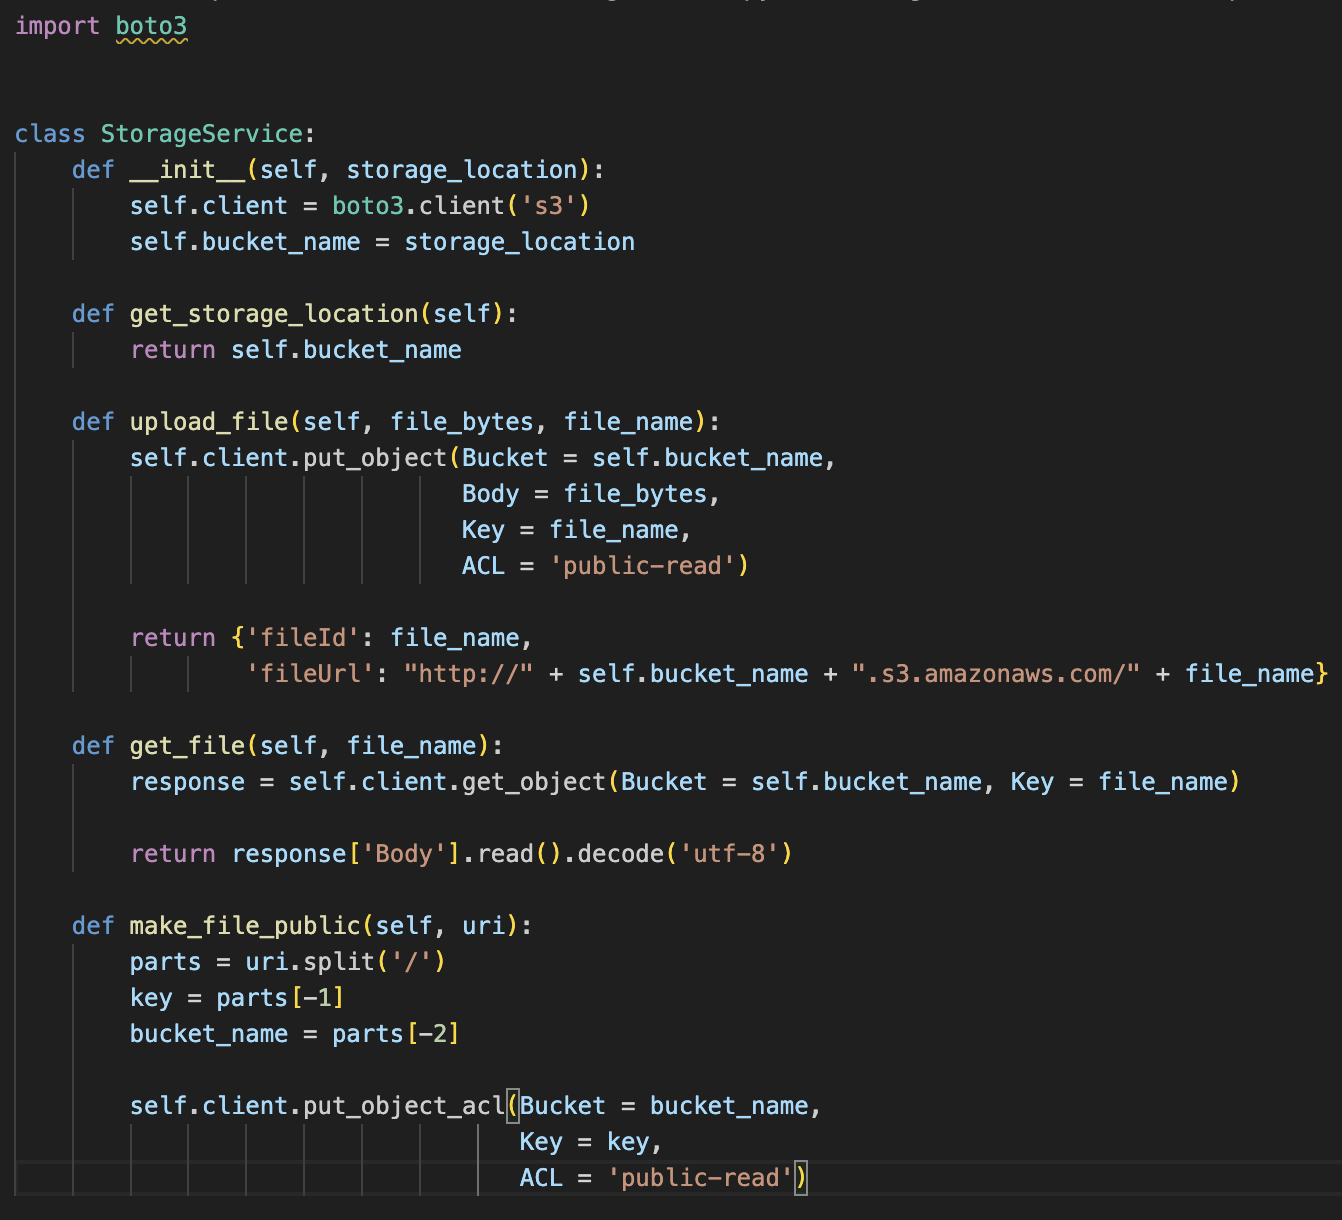 import boto3
class StorageService:
    def __init__(self, storage_location):
        self.client = boto3.client('s3')
        self.bucket_name = storage_location
    def get_storage_location(self):
        return self.bucket_name
    def upload_file(self, file_bytes, file_name):
        self.client.put_object(Bucket = self.bucket_name,
                               Body = file_bytes,
                               Key = file_name,
                               ACL = 'public-read')
        return {'fileId': file_name,
                'fileUrl': "http://" + self.bucket_name + ".s3.amazonaws.com/" + file_name}
    def get_file(self, file_name):
        response = self.client.get_object(Bucket = self.bucket_name, Key = file_name)
        return response['Body'].read().decode('utf-8')
    def make_file_public(self, uri):
        parts = uri.split('/')
        key = parts[-1]
        bucket_name = parts[-2]
        self.client.put_object_acl(Bucket = bucket_name,
                                   Key = key,
                                   ACL = 'public-read')